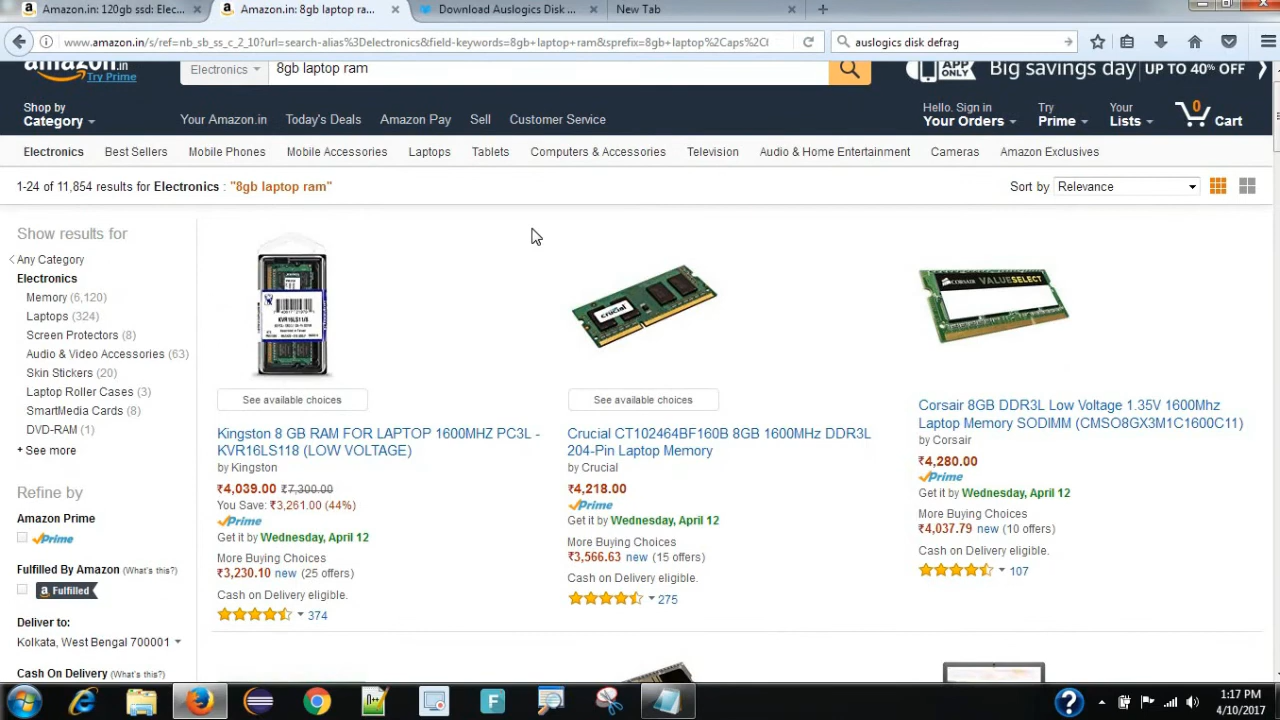 Amazon.in: 120gb ssd: Elec...
Amazon.in: 8gb laptop ra...
Download Auslogics Disk ...
New Tab
www.amazon.in/s/ref=nb_sb_ss_c_2_10?url=search-alias%3Delectronics&field-keywords=8gb+laptop+ram&sprefix=8gb+laptop%2Caps%2C
auslogics disk defrag
amazon.in
Try Prime
Electronics
8gb laptop ram
APP ONLY
Big savings day
UP TO 40% OFF
Shop by
Category
Your Amazon.in
Today's Deals
Amazon Pay
Sell
Customer Service
Hello. Sign in
Your Orders
Try
Prime
Your
Lists
0
Cart
Electronics
Best Sellers
Mobile Phones
Mobile Accessories
Laptops
Tablets
Computers & Accessories
Television
Audio & Home Entertainment
Cameras
Amazon Exclusives
1-24 of 11,854 results for Electronics : "8gb laptop ram"
Sort by Relevance
Show results for
Any Category
Electronics
Memory (6,120)
Laptops (324)
Screen Protectors (8)
Audio & Video Accessories (63)
Skin Stickers (20)
Laptop Roller Cases (3)
SmartMedia Cards (8)
DVD-RAM (1)
+ See more
Refine by
Amazon Prime
Prime
Fulfilled By Amazon (What's this?)
Fulfilled
Deliver to:
Kolkata, West Bengal 700001
Cash On Delivery (What's this?)
See available choices
Kingston 8 GB RAM FOR LAPTOP 1600MHZ PC3L -
KVR16LS118 (LOW VOLTAGE)
by Kingston
₹4,039.00 ₹7,300.00
You Save: ₹3,261.00 (44%)
Prime
Get it by Wednesday, April 12
More Buying Choices
₹3,230.10 new (25 offers)
Cash on Delivery eligible.
374
crucial
See available choices
Crucial CT102464BF160B 8GB 1600MHz DDR3L
204-Pin Laptop Memory
by Crucial
₹4,218.00
Prime
Get it by Wednesday, April 12
More Buying Choices
₹3,566.63 new (15 offers)
Cash on Delivery eligible.
275
CORSAIR VALUESELECT
Corsair 8GB DDR3L Low Voltage 1.35V 1600Mhz
Laptop Memory SODIMM (CMSO8GX3M1C1600C11)
by Corsair
₹4,280.00
Prime
Get it by Wednesday, April 12
More Buying Choices
₹4,037.79 new (10 offers)
Cash on Delivery eligible.
107
1:17 PM
4/10/2017